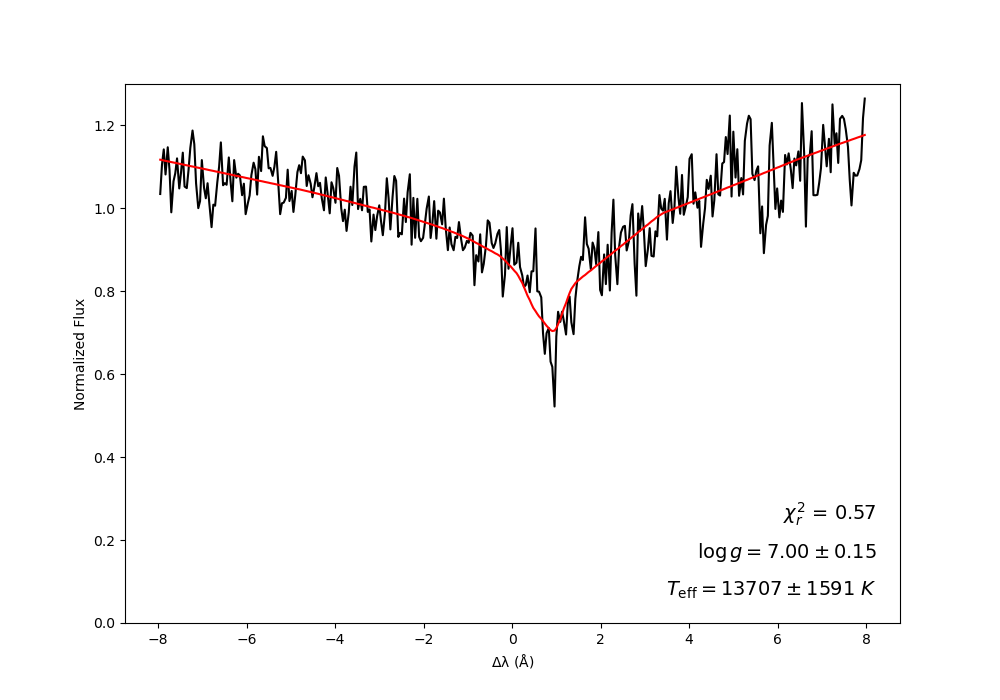 1.2
1.0
0.8
0.6
0.4
0.2
0.0
Normalized Flux
χ²ᵣ = 0.57
log g = 7.00 ± 0.15
T_eff = 13707 ± 1591 K
−8 −6 −4 −2 0 2 4 6 8
Δλ (Å)